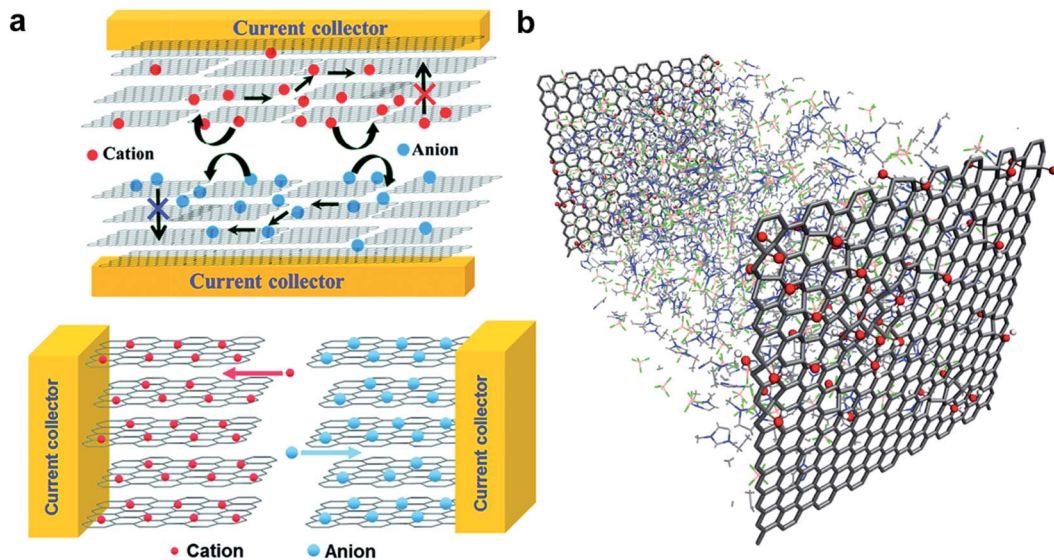 a
Current collector
Cation
Anion
Current collector
Current collector
Current collector
Cation
Anion
b